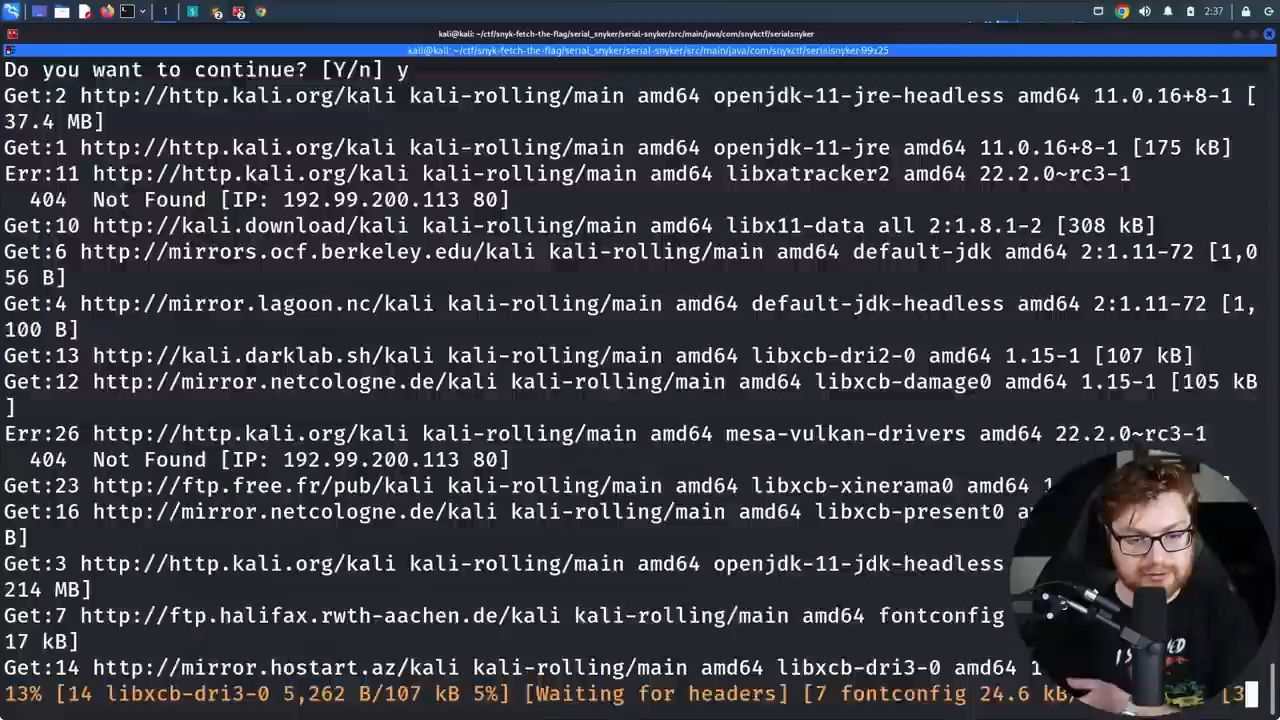 1
2
2
2:37
kali@kali: ~/ctf/snyk-fetch-the-flag/serial_snyker/serial-snyker/src/main/java/com/snykctf/serialsnyker
kali@kali: ~/ctf/snyk-fetch-the-flag/serial_snyker/serial-snyker/src/main/java/com/snykctf/serialsnyker 99x25
Do you want to continue? [Y/n] y
Get:2 http://http.kali.org/kali kali-rolling/main amd64 openjdk-11-jre-headless amd64 11.0.16+8-1 [
37.4 MB]
Get:1 http://http.kali.org/kali kali-rolling/main amd64 openjdk-11-jre amd64 11.0.16+8-1 [175 kB]
Err:11 http://http.kali.org/kali kali-rolling/main amd64 libxatracker2 amd64 22.2.0~rc3-1
404  Not Found [IP: 192.99.200.113 80]
Get:10 http://kali.download/kali kali-rolling/main amd64 libx11-data all 2:1.8.1-2 [308 kB]
Get:6 http://mirrors.ocf.berkeley.edu/kali kali-rolling/main amd64 default-jdk amd64 2:1.11-72 [1,0
56 B]
Get:4 http://mirror.lagoon.nc/kali kali-rolling/main amd64 default-jdk-headless amd64 2:1.11-72 [1,
100 B]
Get:13 http://kali.darklab.sh/kali kali-rolling/main amd64 libxcb-dri2-0 amd64 1.15-1 [107 kB]
Get:12 http://mirror.netcologne.de/kali kali-rolling/main amd64 libxcb-damage0 amd64 1.15-1 [105 kB
]
Err:26 http://http.kali.org/kali kali-rolling/main amd64 mesa-vulkan-drivers amd64 22.2.0~rc3-1
404  Not Found [IP: 192.99.200.113 80]
Get:23 http://ftp.free.fr/pub/kali kali-rolling/main amd64 libxcb-xinerama0 amd64 1
Get:16 http://mirror.netcologne.de/kali kali-rolling/main amd64 libxcb-present0
B]
Get:3 http://http.kali.org/kali kali-rolling/main amd64 openjdk-11-jdk-headless
214 MB]
Get:7 http://ftp.halifax.rwth-aachen.de/kali kali-rolling/main amd64 fontconfig
17 kB]
Get:14 http://mirror.hostart.az/kali kali-rolling/main amd64 libxcb-dri3-0 amd64 1
13% [14 libxcb-dri3-0 5,262 B/107 kB 5%] [Waiting for headers] [7 fontconfig 24.6 kB/ [3